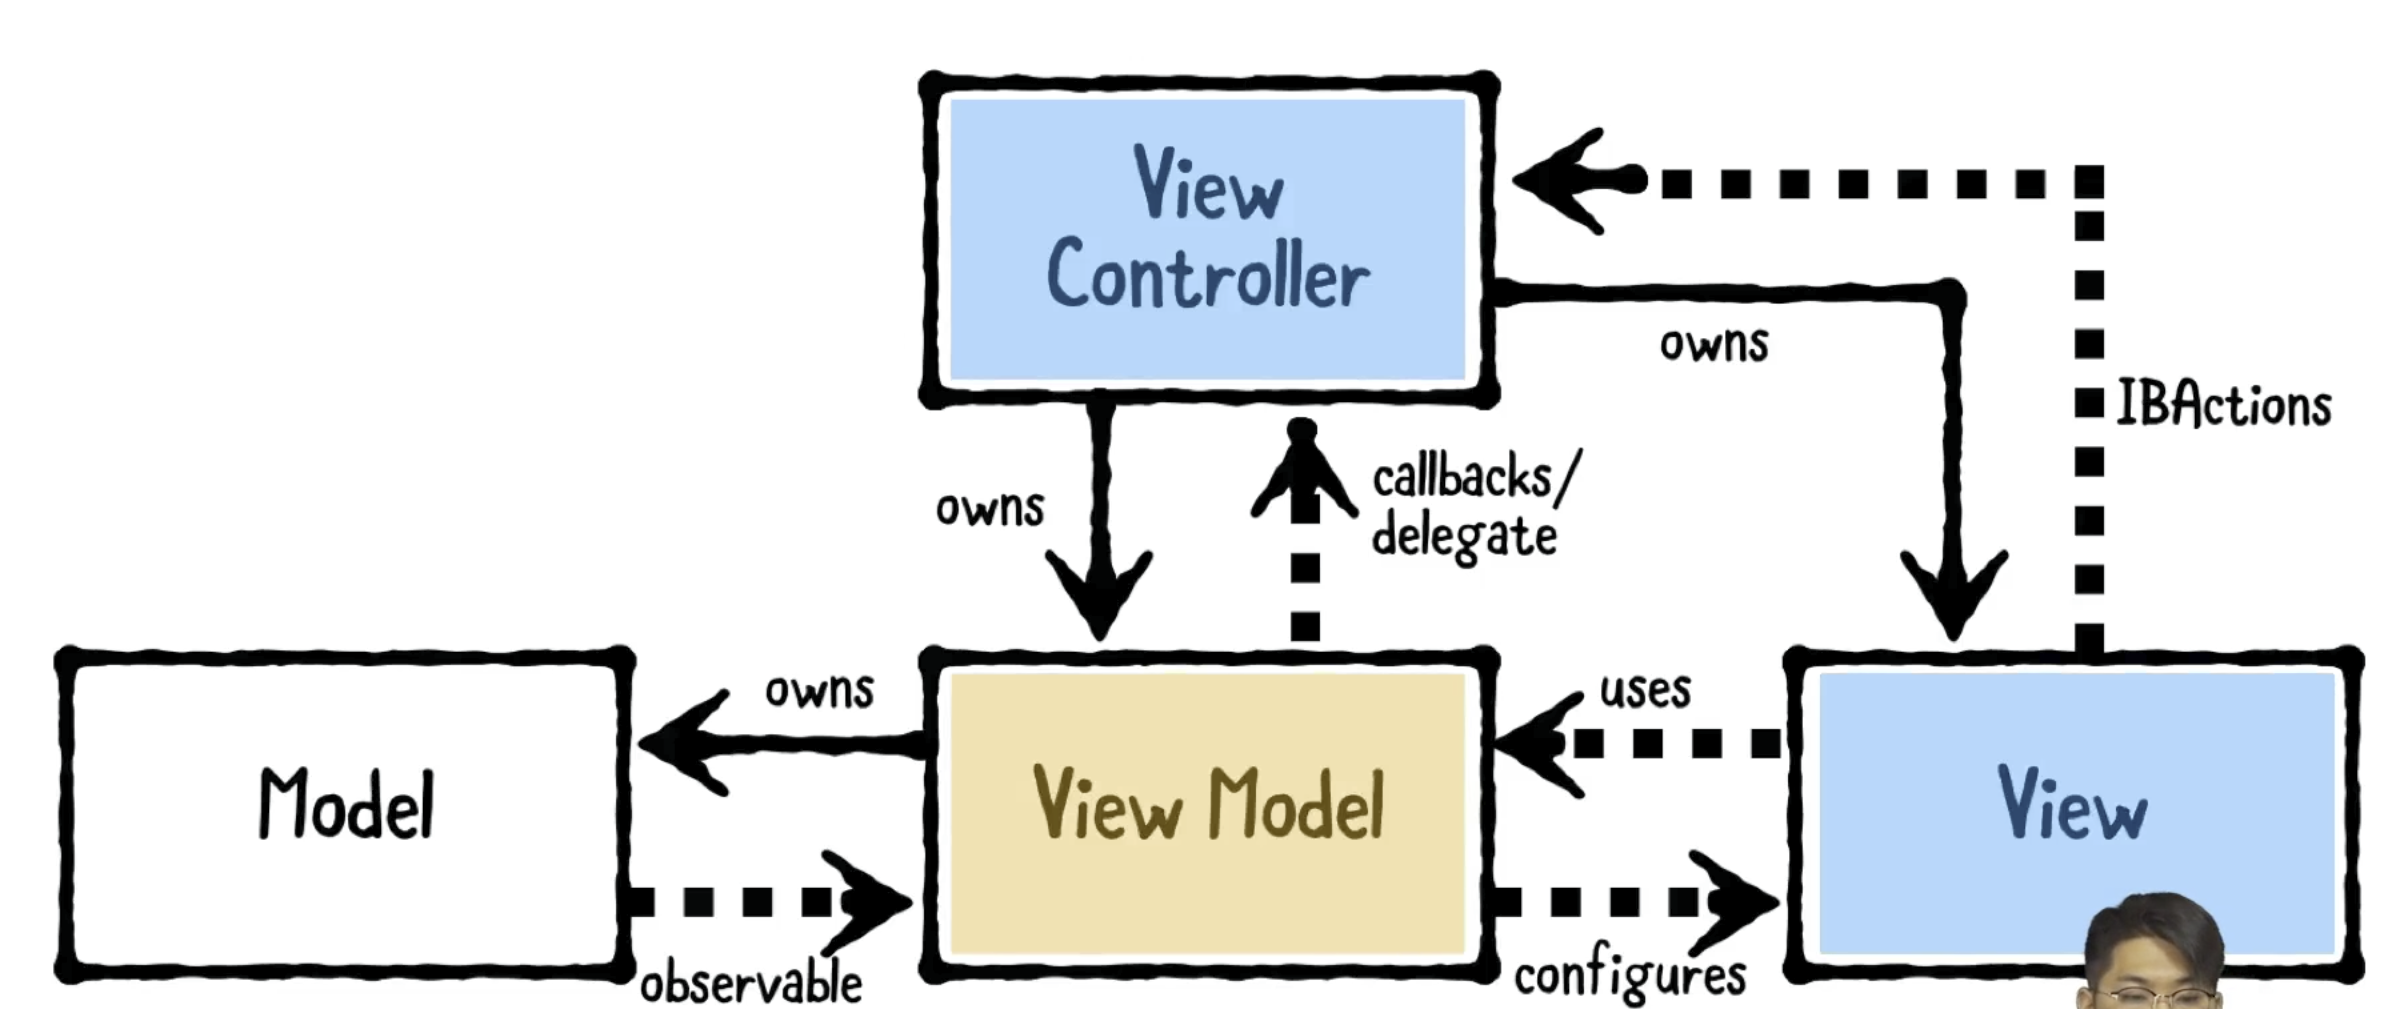 View
Controller
owns
IBActions
callbacks/
delegate
owns
owns
uses
Model
View Model
View
observable
configures